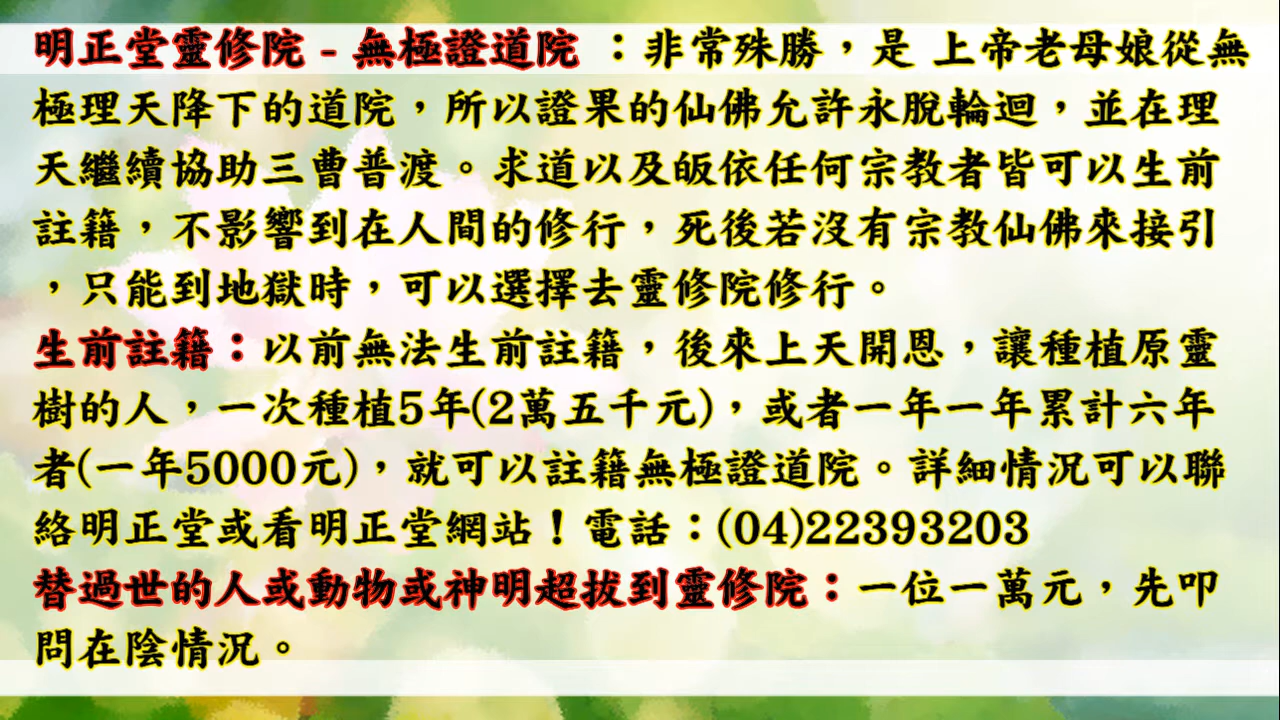 明正堂靈修院 - 無極證道院 ：非常殊勝，是 上帝老母娘從無
極理天降下的道院，所以證果的仙佛允許永脫輪迴，並在理
天繼續協助三曹普渡。求道以及皈依任何宗教者皆可以生前
註籍，不影響到在人間的修行，死後若沒有宗教仙佛來接引
，只能到地獄時，可以選擇去靈修院修行。
生前註籍：以前無法生前註籍，後來上天開恩，讓種植原靈
樹的人，一次種植5年(2萬五千元)，或者一年一年累計六年
者(一年5000元)，就可以註籍無極證道院。詳細情況可以聯
絡明正堂或看明正堂網站！電話：(04)22393203
替過世的人或動物或神明超拔到靈修院：一位一萬元，先叩
問在陰情況。